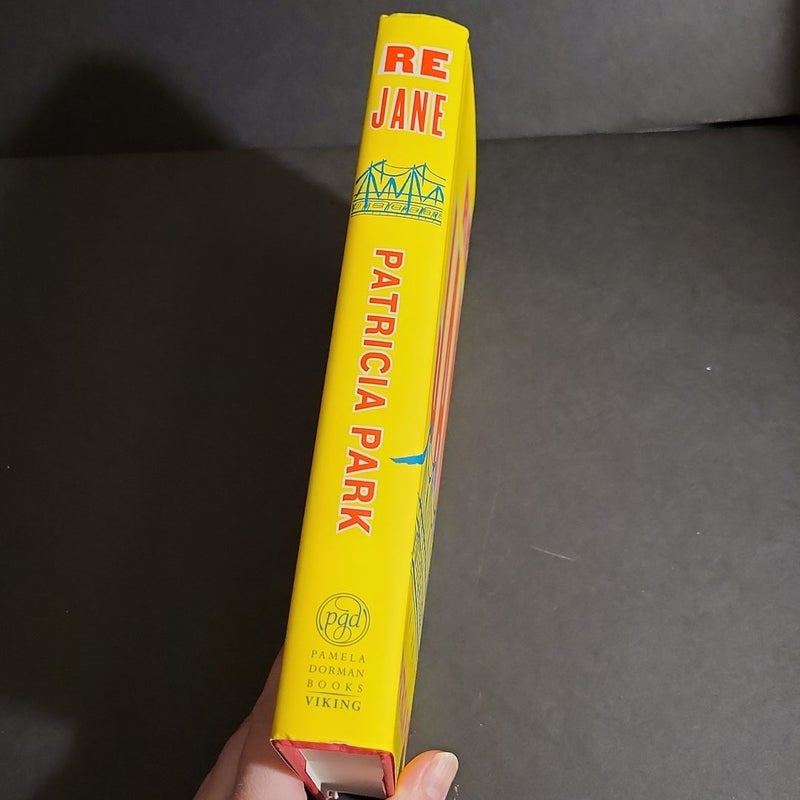 RE
JANE
PATRICIA PARK
pgd
PAMELA
DORMAN
BOOKS
VIKING